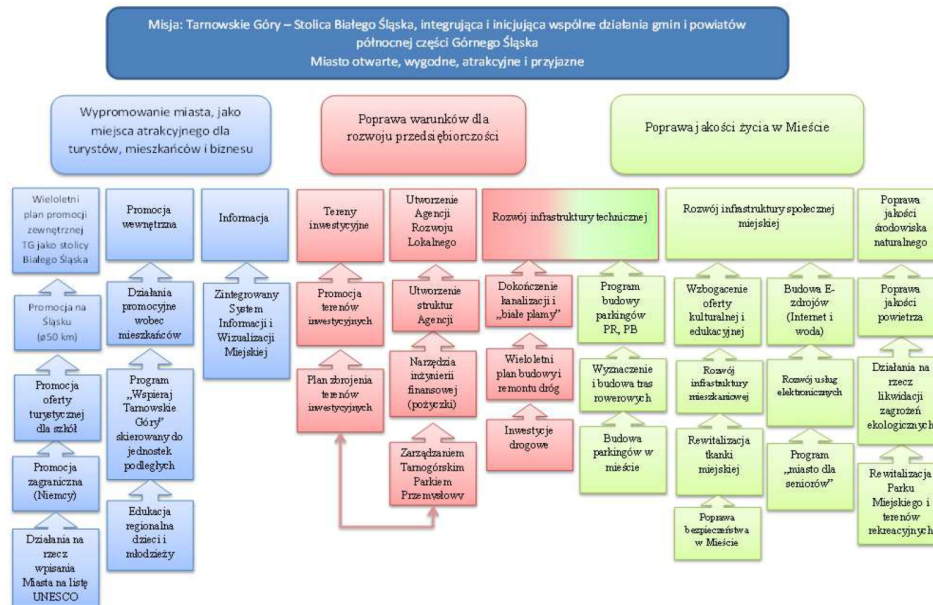 Misja: Tarnowskie Góry – Stolica Białego Śląska, integrująca i inicjująca wspólne działania gmin i powiatów
północnej części Górnego Śląska
Miasto otwarte, wygodne, atrakcyjne i przyjazne
Wypromowanie miasta, jako
miejsca atrakcyjnego dla
turystów, mieszkańców i biznesu
Poprawa warunków dla
rozwoju przedsiębiorczości
Poprawa jakości życia w Mieście
Wieloletni
plan promocji
zewnętrznej
TG jako stolicy
Białego Śląska
Promocja
wewnętrzna
Informacja
Tereny
inwestycyjne
Utworzenie
Agencji
Rozwoju
Lokalnego
Rozwój infrastruktury technicznej
Rozwój infrastruktury społecznej
miejskiej
Poprawa
jakości
środowiska
naturalnego
Promocja na
Śląsku
(ø50 km)
Działania
promocyjne
wobec
mieszkańców
Zintegrowany
System
Informacji i
Wizualizacji
Miejskiej
Promocja
terenów
inwestycyjnych
Utworzenie
struktur
Agencji
Dokończenie
kanalizacji i
„białe plamy”
Program
budowy
parkingów
PR, PB
Wzbogacenie
oferty
kulturalnej i
edukacyjnej
Budowa E-
zdrojów
(Internet i
woda)
Poprawa
jakości
powietrza
Promocja
oferty
turystycznej
dla szkół
Program
„Wspieraj
Tarnowskie
Góry”
skierowany do
jednostek
podległych
Plan zbrojenia
terenów
inwestycyjnych
Narzędzia
inżynierii
finansowej
(pożyczki)
Wieloletni
plan budowy i
remontu dróg
Wyznaczenie
i budowa tras
rowerowych
Rozwój
infrastruktury
mieszkaniowej
Rozwój usług
elektronicznych
Działania na
rzecz
likwidacji
zagrożeń
ekologicznych
Promocja
zagraniczna
(Niemcy)
Edukacja
regionalna
dzieci i
młodzieży
Zarządzaniem
Tarnogórskim
Parkiem
Przemysłowy
Inwestycje
drogowe
Budowa
parkingów w
mieście
Rewitalizacja
tkanki
miejskiej
Program
„miasto dla
seniorów”
Rewitalizacja
Parku
Miejskiego i
terenów
rekreacyjnych
Działania na
rzecz
wpisania
Miasta na listę
UNESCO
Poprawa
bezpieczeństwa
w Mieście